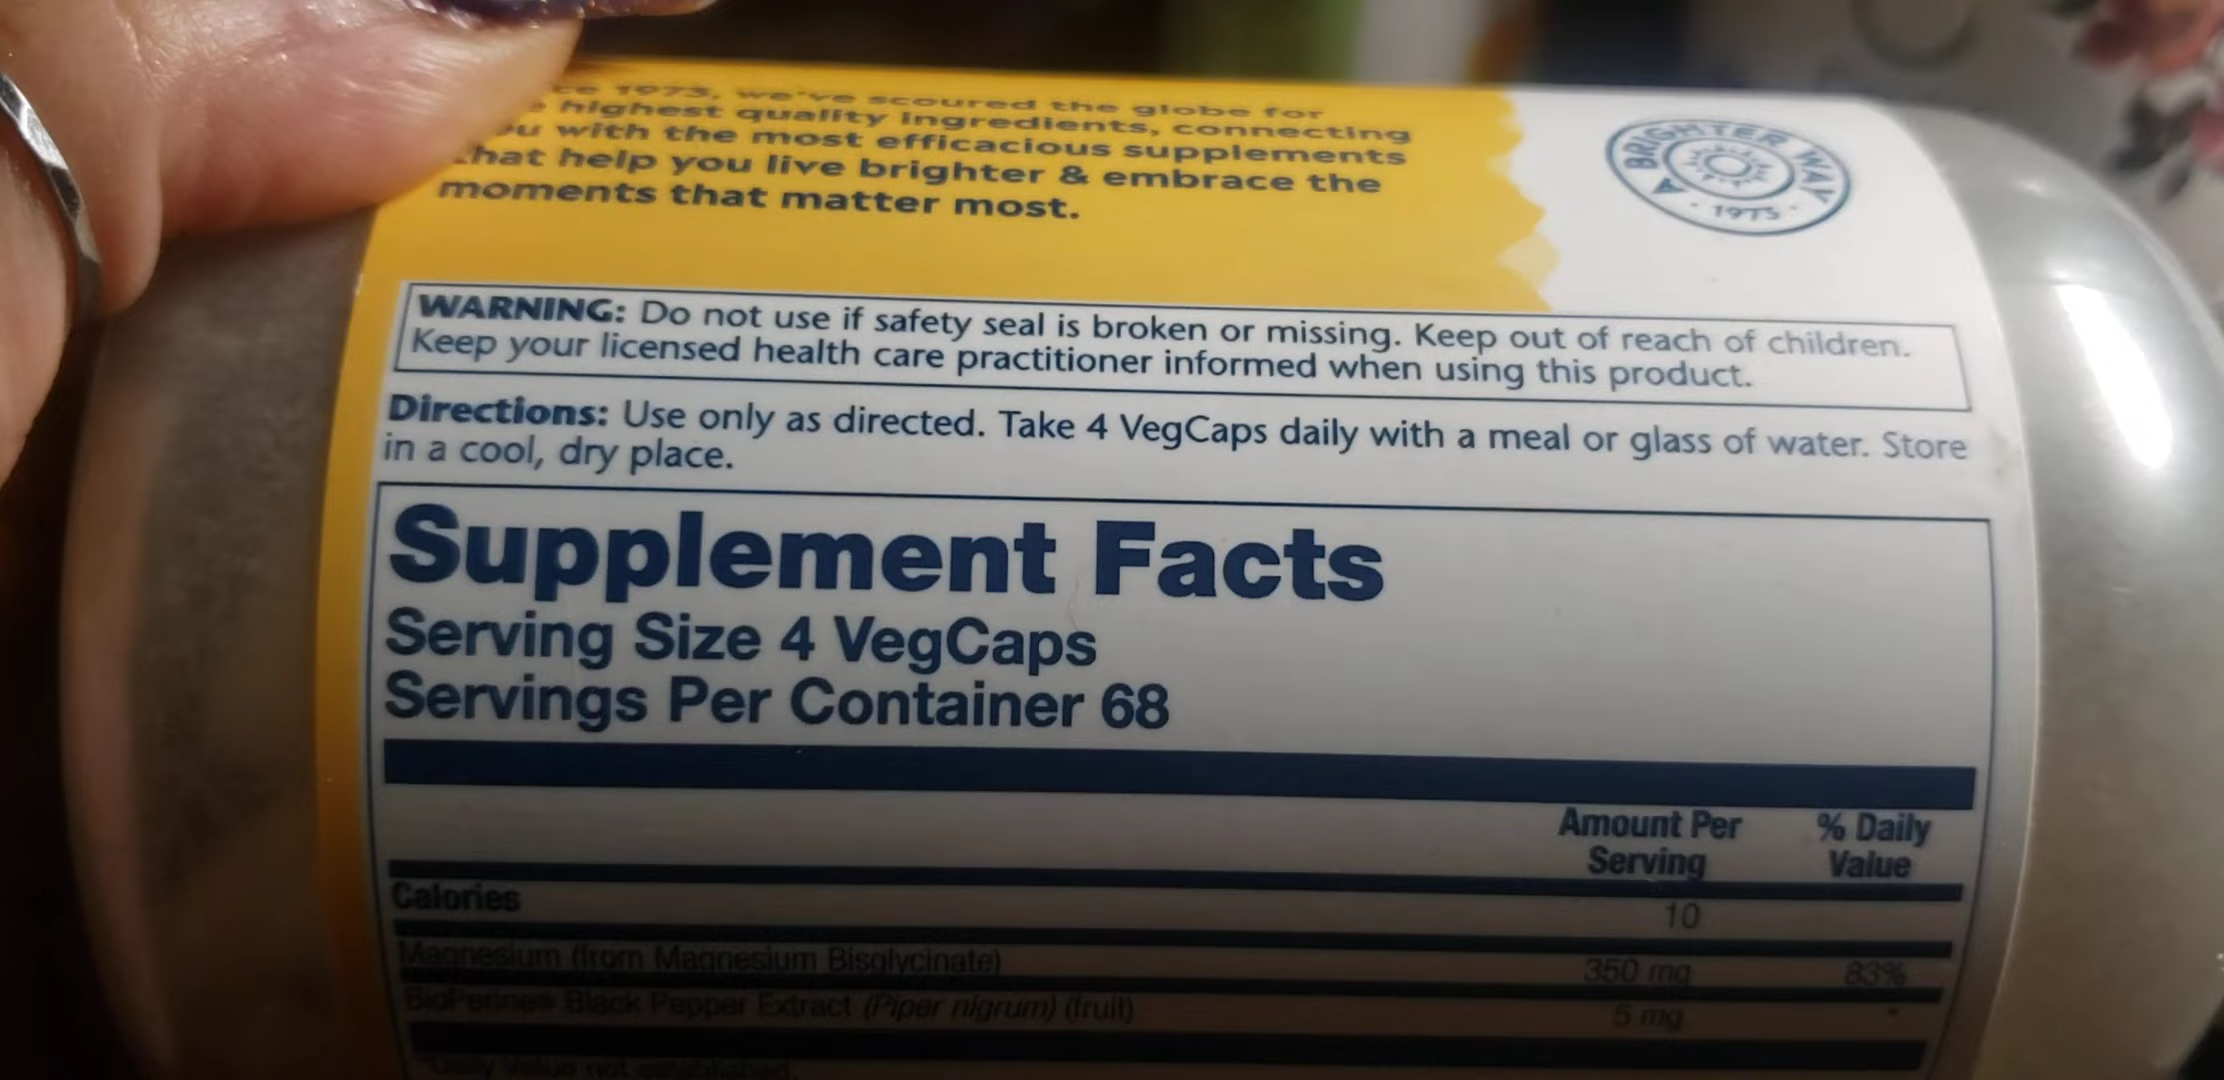 1973, we've scoured the globe for
highest quality ingredients, connecting
with the most efficacious supplements
that help you live brighter & embrace the
moments that matter most.
A BRIGHTER WAY
· 1973 ·
WARNING: Do not use if safety seal is broken or missing. Keep out of reach of children.
Keep your licensed health care practitioner informed when using this product.
Directions: Use only as directed. Take 4 VegCaps daily with a meal or glass of water. Store
in a cool, dry place.
Supplement Facts
Serving Size 4 VegCaps
Servings Per Container 68
Amount Per % Daily
Serving Value
Calories 10
Magnesium (from Magnesium Bisglycinate) 350 mg 83%
BioPerine® Black Pepper Extract (Piper nigrum) (fruit) 5 mg *
*Daily Value not established.